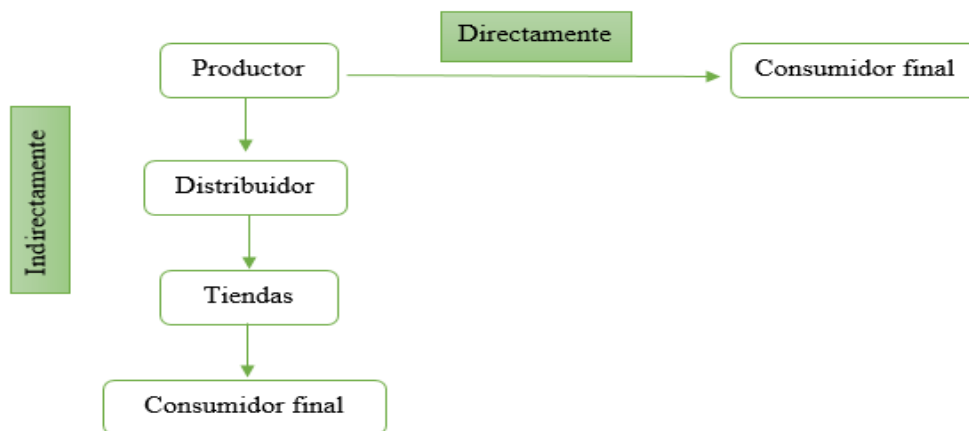 Directamente
Productor
Consumidor final
Indirectamente
Distribuidor
Tiendas
Consumidor final